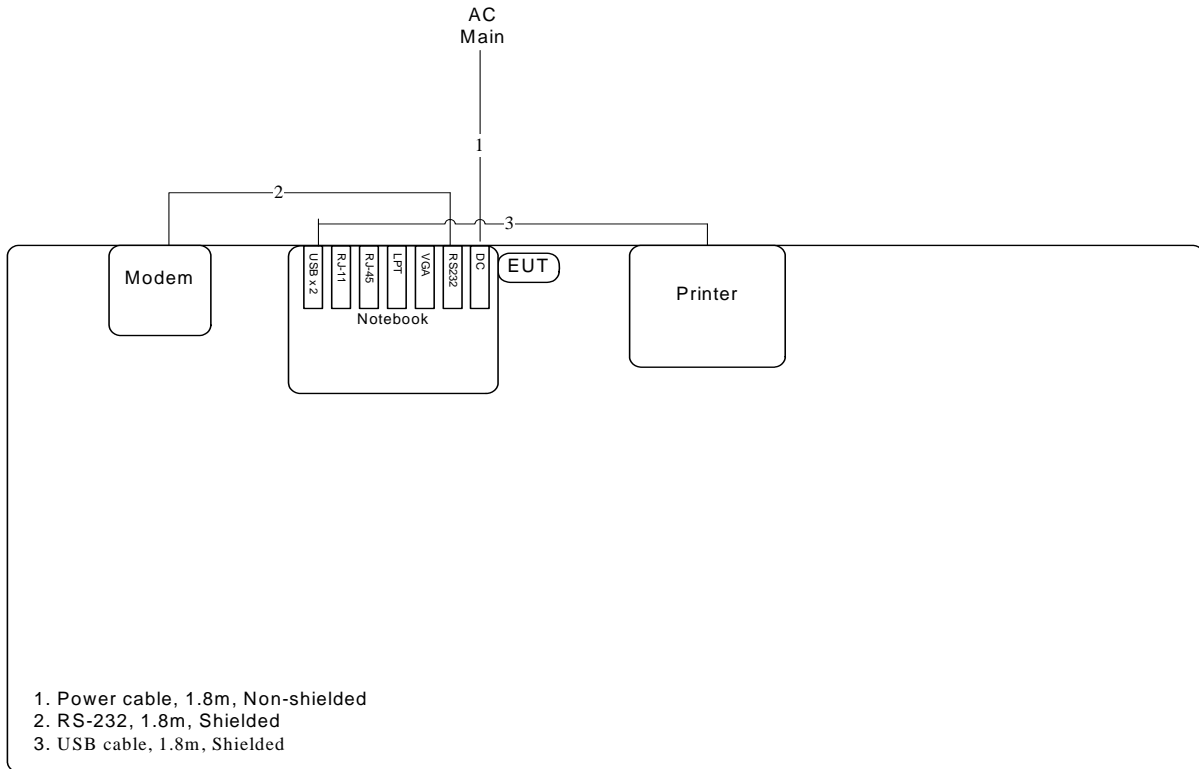 AC
Main
1
2
3
Modem
USB x 2
RJ-11
RJ-45
LPT
VGA
RS232
DC
EUT
Notebook
Printer
1. Power cable, 1.8m, Non-shielded
2. RS-232, 1.8m, Shielded
3. USB cable, 1.8m, Shielded